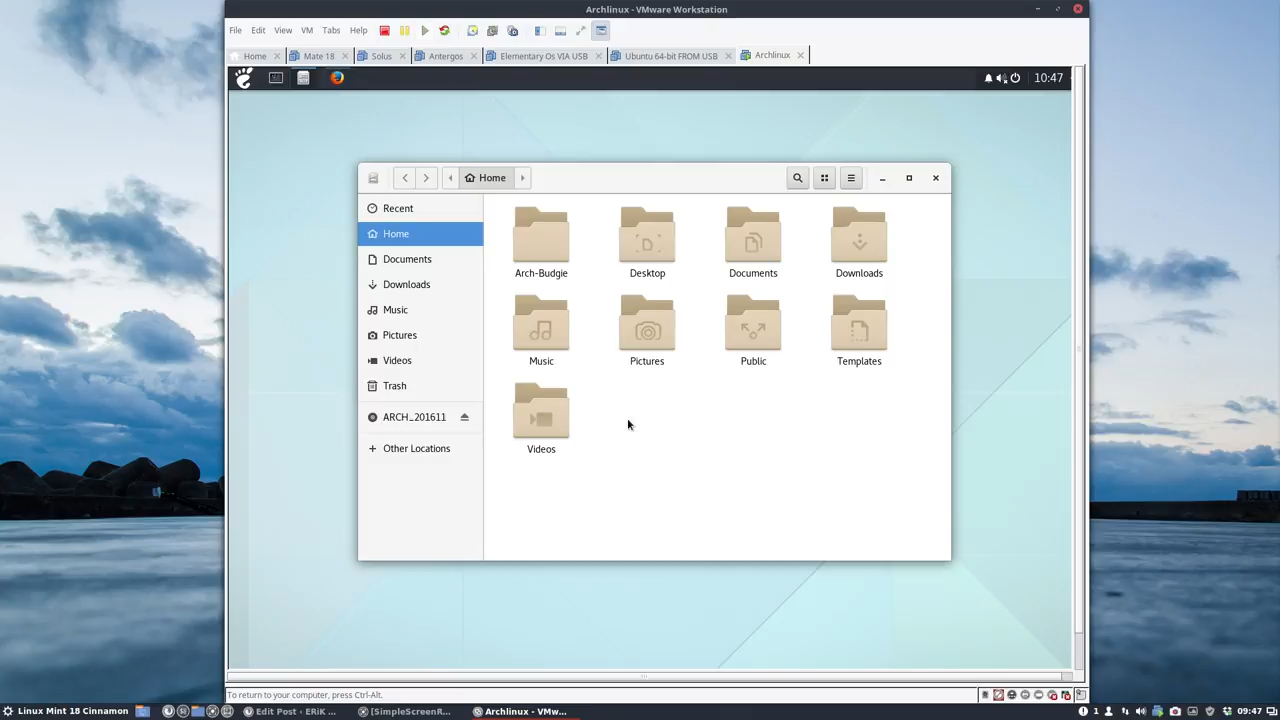 Archlinux - VMware Workstation
File Edit View VM Tabs Help
Home Mate 18 Solus Antergos Elementary Os VIA USB Ubuntu 64-bit FROM USB Archlinux
10:47
Home
Recent
Home
Documents
Downloads
Music
Pictures
Videos
Trash
ARCH_201611
Other Locations
Arch-Budgie Desktop Documents Downloads
Music Pictures Public Templates
Videos
To return to your computer, press Ctrl-Alt.
Linux Mint 18 Cinnamon Edit Post ‹ ERiK ... [SimpleScreenR... Archlinux - VMw... 1 09:47